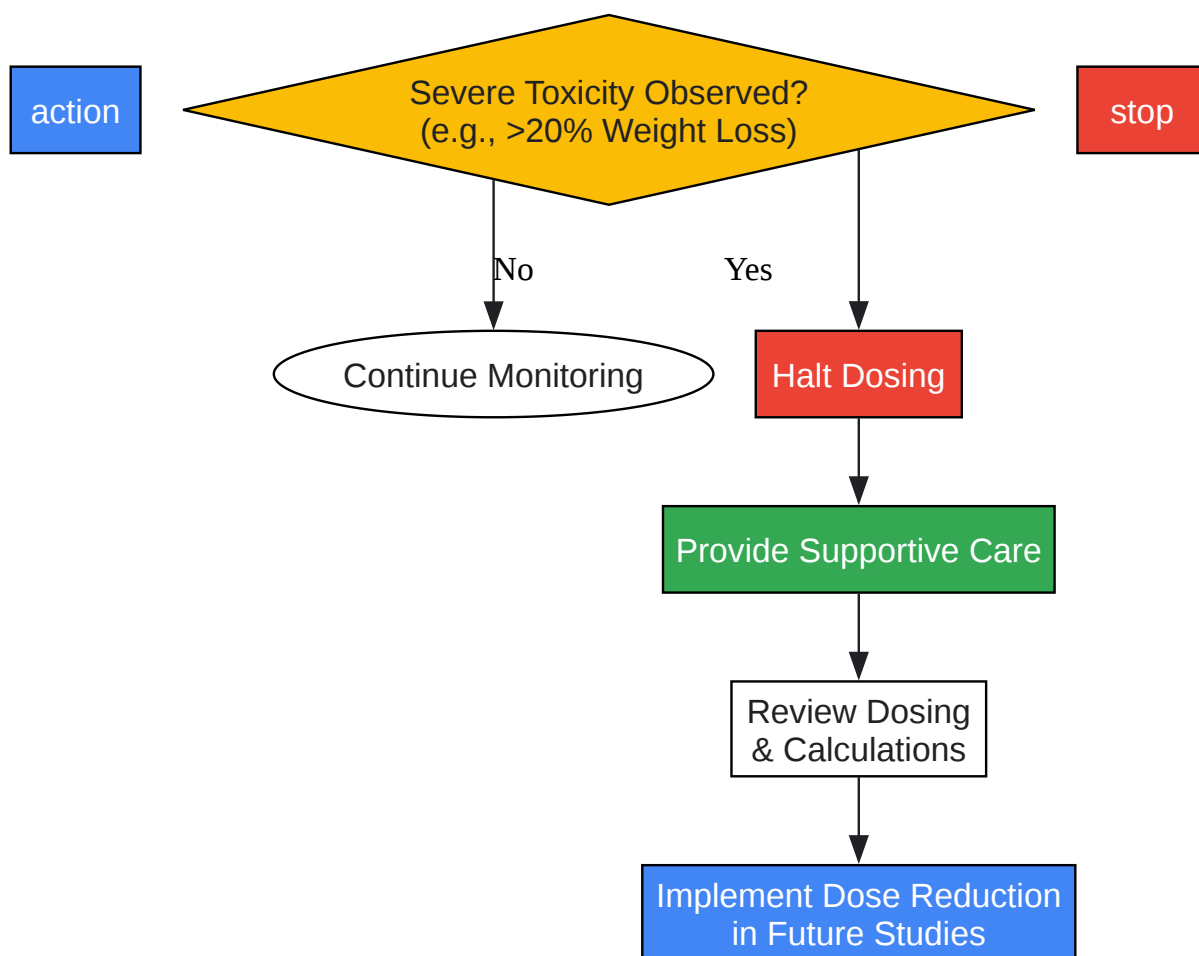 action
Severe Toxicity Observed?
(e.g., >20% Weight Loss)
stop
No
Yes
Continue Monitoring
Halt Dosing
Provide Supportive Care
Review Dosing
& Calculations
Implement Dose Reduction
in Future Studies